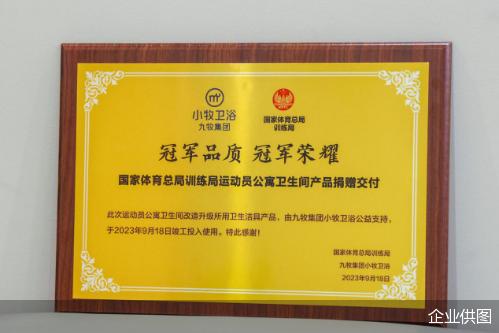 小牧卫浴
九牧集团
国家体育总局
训练局
冠军品质 冠军荣耀
国家体育总局训练局运动员公寓卫生间产品捐赠交付
此次运动员公寓卫生间改造升级所用卫生洁具产品，由九牧集团小牧卫浴公益支持，
于2023年9月18日竣工投入使用。特此感谢！
国家体育总局训练局
九牧集团小牧卫浴
2023年9月18日
企业供图